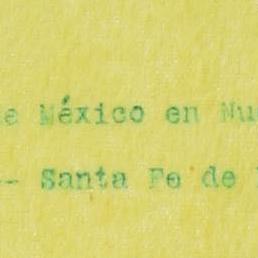 e México en Nu
-- Santa Fe de